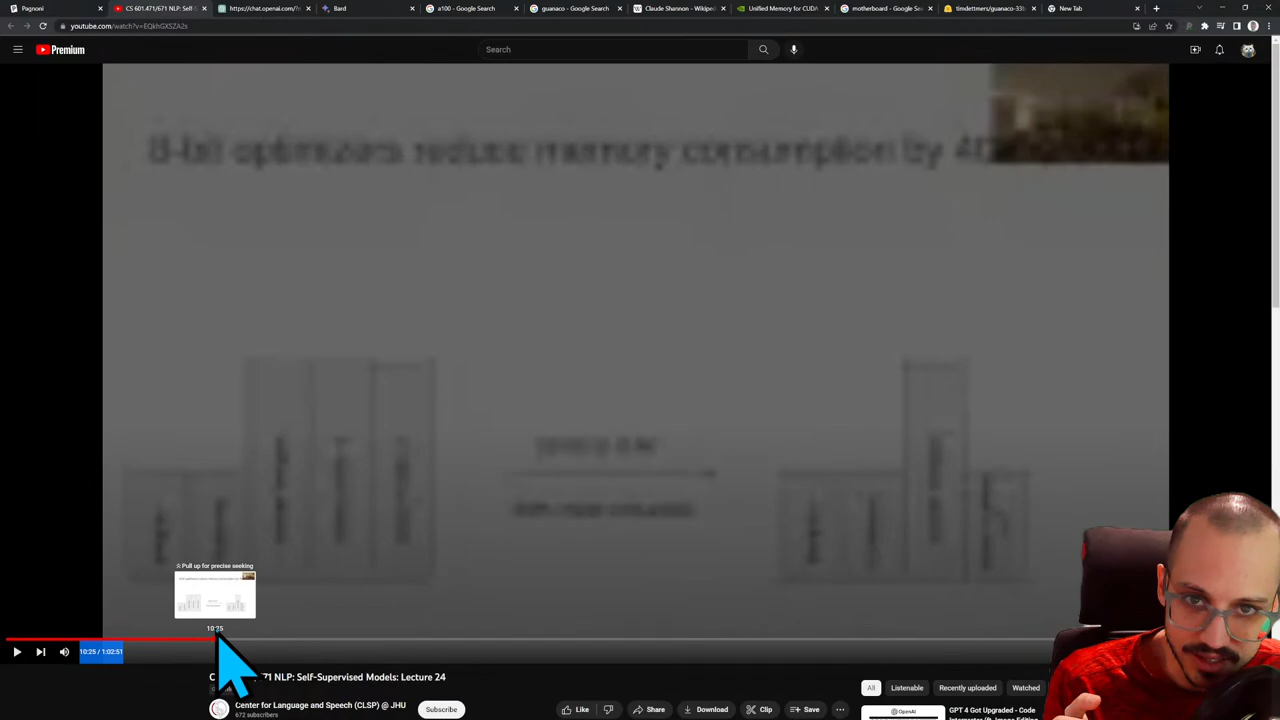 Pagnoni
CS 601.471/671 NLP: Self-
https://chat.openai.com/?
Bard
a100 - Google Search
guanaco - Google Search
Claude Shannon - Wikiped
Unified Memory for CUDA
motherboard - Google Sea
timdettmers/guanaco-33b
New Tab
youtube.com/watch?v=EQkhGXSZA2s
Premium
Search
8-bit optimizers reduce memory consumption by 40
Pull up for precise seeking
10:25
10:25 / 1:02:51
71 NLP: Self-Supervised Models: Lecture 24
Center for Language and Speech (CLSP) @ JHU
672 subscribers
Subscribe
Like
Share
Download
Clip
Save
All
Listenable
Recently uploaded
Watched
OpenAI
GPT 4 Got Upgraded - Code